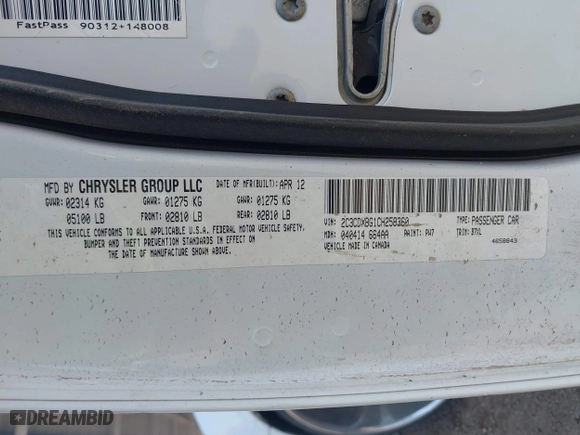 FastPass 90312+148008
MFD BY CHRYSLER GROUP LLC DATE OF MFR(BUILT): APR 12
GVWR: 02314 KG GAWR: 01275 KG GAWR: 01275 KG
05100 LB FRONT: 02810 LB REAR: 02810 LB
THIS VEHICLE CONFORMS TO ALL APPLICABLE U.S.A. FEDERAL MOTOR VEHICLE SAFETY,
BUMPER AND THEFT PREVENTION STANDARDS IN EFFECT ON
THE DATE OF MANUFACTURE SHOWN ABOVE.
VIN: 2C3CDXBG1CH259360 TYPE: PASSENGER CAR
MDH: 040414 664AA PAINT: PW7 TRIM: B7XL
VEHICLE MADE IN CANADA 4658643
DREAMBID